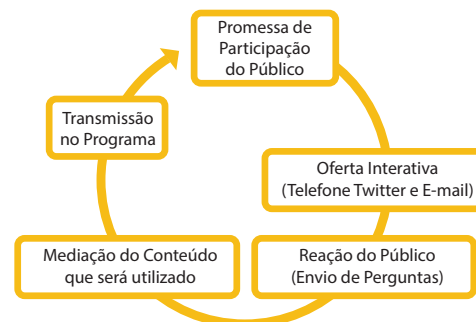 Promessa de
Participação
do Público
Oferta Interativa
(Telefone Twitter e E-mail)
Reação do Público
(Envio de Perguntas)
Mediação do Conteúdo
que será utilizado
Transmissão
no Programa